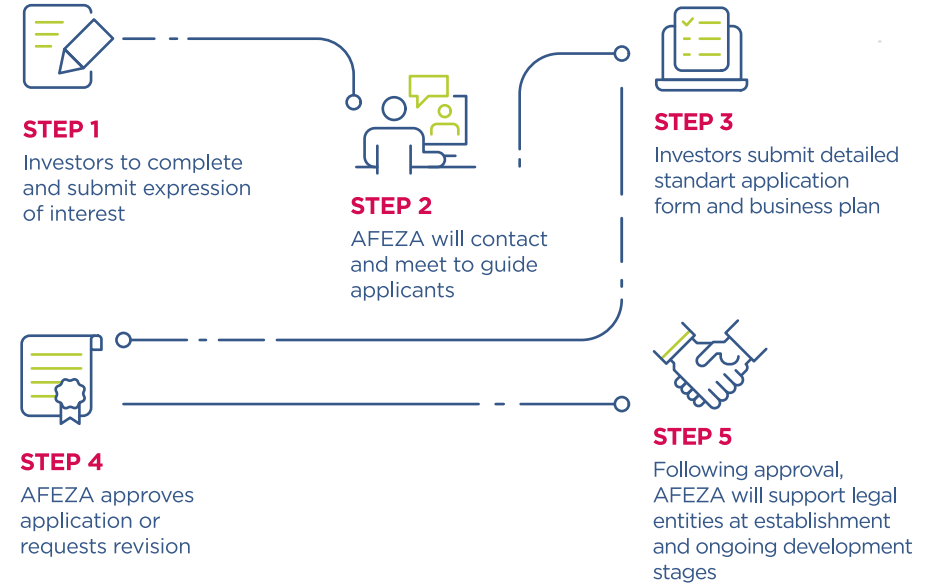 STEP 1
Investors to complete
and submit expression
of interest
STEP 2
AFEZA will contact
and meet to guide
applicants
STEP 3
Investors submit detailed
standart application
form and business plan
STEP 4
AFEZA approves
application or
requests revision
STEP 5
Following approval,
AFEZA will support legal
entities at establishment
and ongoing development
stages